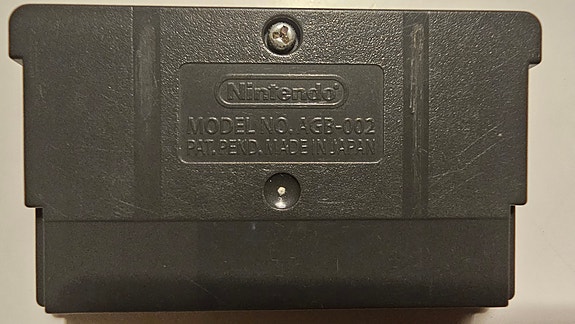 Nintendo
MODEL NO. AGB-002
PAT. PEND. MADE IN JAPAN